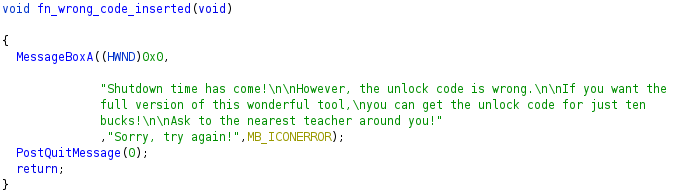 void fn_wrong_code_inserted(void)
{
MessageBoxA((HWND)0x0,
"Shutdown time has come!\n\nHowever, the unlock code is wrong.\n\nIf you want the
full version of this wonderful tool,\nyou can get the unlock code for just ten
bucks!\n\nAsk to the nearest teacher around you!"
,"Sorry, try again!",MB_ICONERROR);
PostQuitMessage(0);
return;
}